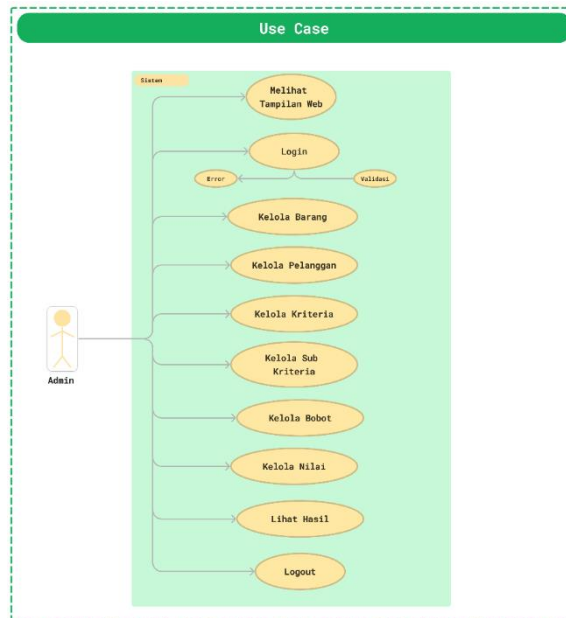 Use Case
Sistem
Melihat
Tampilan Web
Login
Error
Validasi
Kelola Barang
Kelola Pelanggan
Kelola Kriteria
Kelola Sub
Kriteria
Admin
Kelola Bobot
Kelola Nilai
Lihat Hasil
Logout